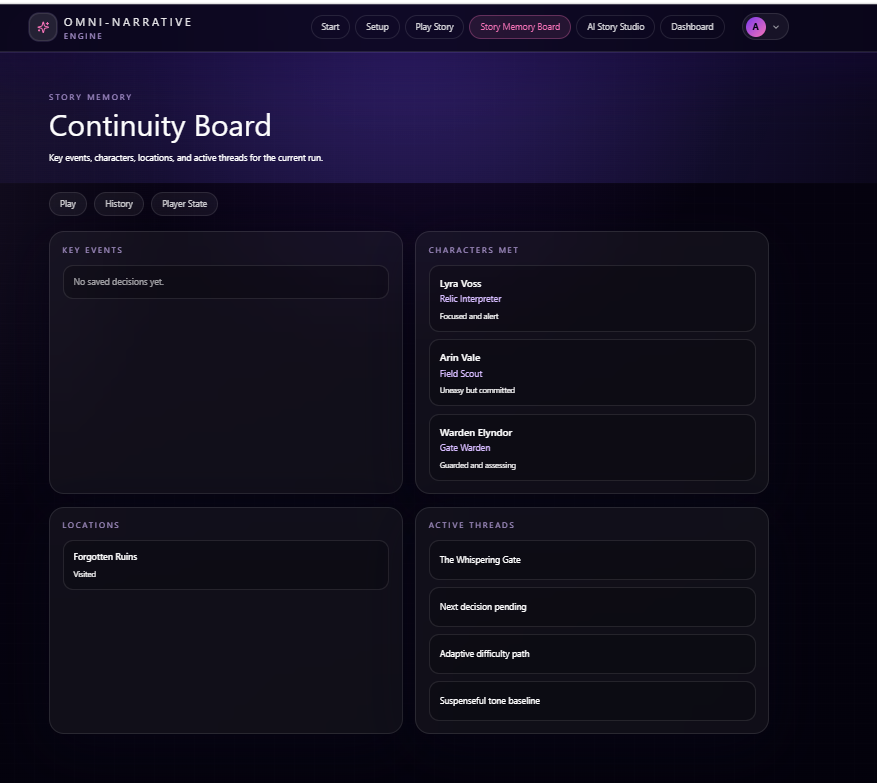 OMNI-NARRATIVE
ENGINE
Start
Setup
Play Story
Story Memory Board
AI Story Studio
Dashboard
A
STORY MEMORY
Continuity Board
Key events, characters, locations, and active threads for the current run.
Play
History
Player State
KEY EVENTS
No saved decisions yet.
CHARACTERS MET
Lyra Voss
Relic Interpreter
Focused and alert
Arin Vale
Field Scout
Uneasy but committed
Warden Elyndor
Gate Warden
Guarded and assessing
LOCATIONS
Forgotten Ruins
Visited
ACTIVE THREADS
The Whispering Gate
Next decision pending
Adaptive difficulty path
Suspenseful tone baseline